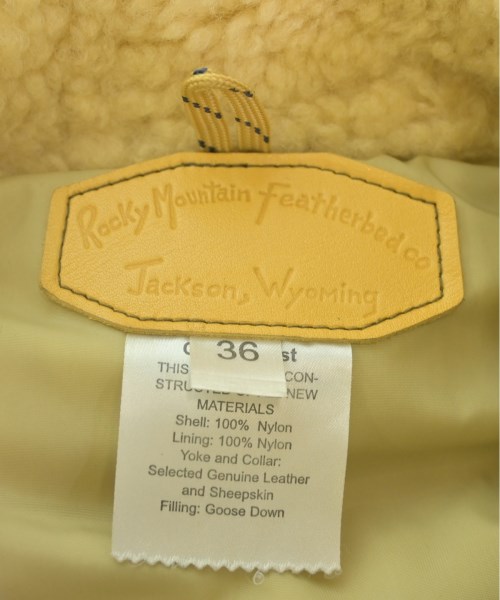 Rocky Mountain Featherbed co
Jackson, Wyoming
36
THIS CON-
NEW
MATERIALS
Shell: 100% Nylon
Lining: 100% Nylon
Yoke and Collar:
Selected Genuine Leather
and Sheepskin
Filling: Goose Down